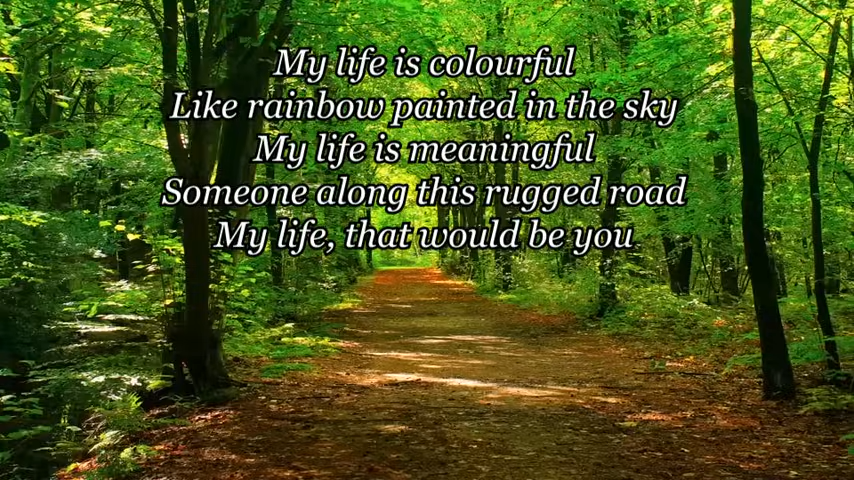 My life is colourful
Like rainbow painted in the sky
My life is meaningful
Someone along this rugged road
My life, that would be you